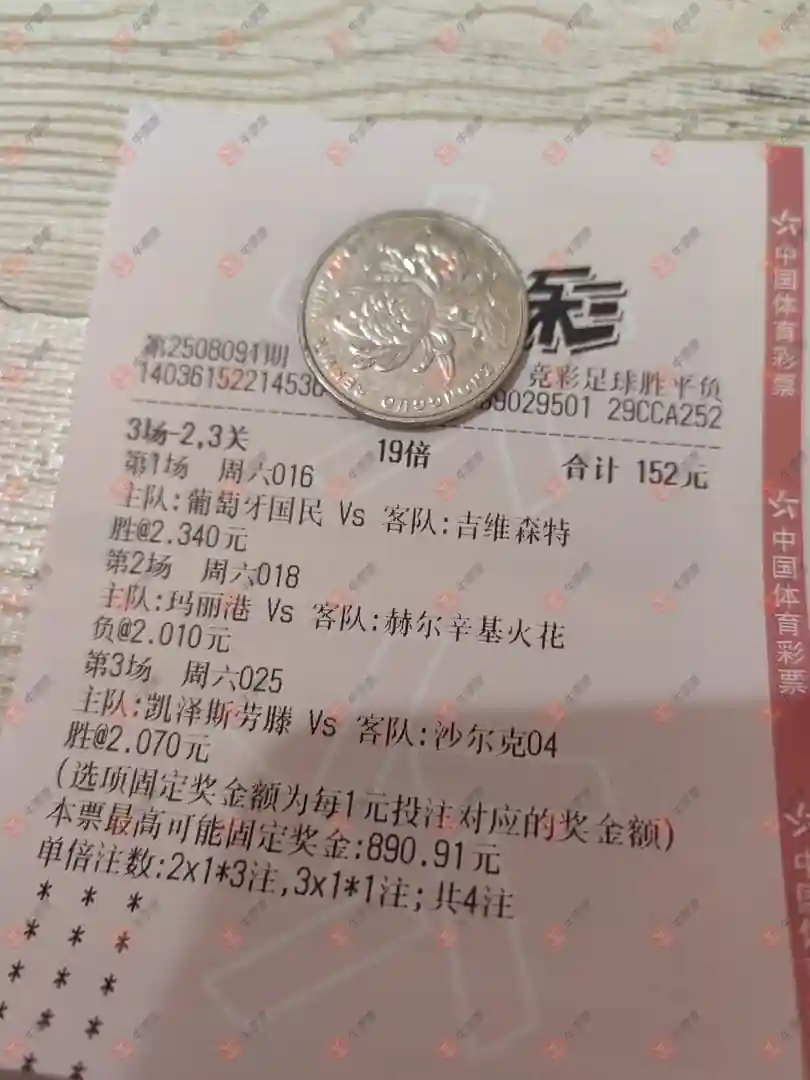 第2508091期
竞彩足球胜平负
14036152214536
89029501 29CCA252
3场-2,3关
19倍
合计 152元
第1场 周六016
主队:葡萄牙国民 Vs 客队:吉维森特
胜@2.340元
第2场 周六018
主队:玛丽港 Vs 客队:赫尔辛基火花
负@2.010元
第3场 周六025
主队:凯泽斯劳滕 Vs 客队:沙尔克04
胜@2.070元
(选项固定奖金额为每1元投注对应的奖金额)
本票最高可能固定奖金:890.91元
单倍注数:2x1*3注,3x1*1注;共4注
中国体育彩票
中国体育彩票